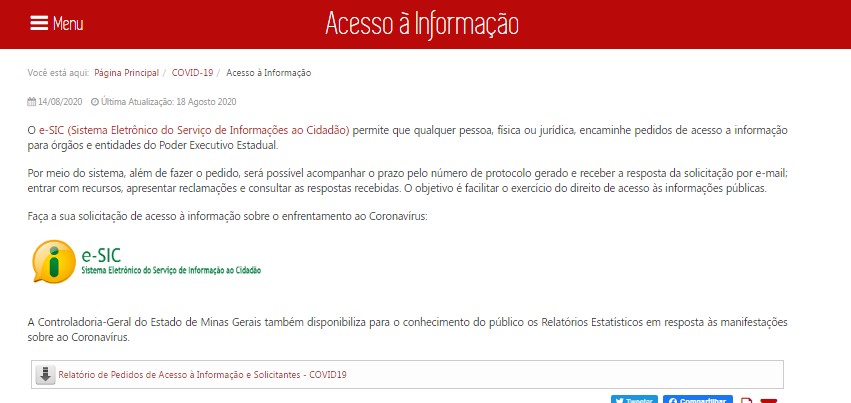 Menu
Acesso à Informação
Você está aqui: Página Principal / COVID-19 / Acesso à Informação
14/08/2020 Última Atualização: 18 Agosto 2020
O e-SIC (Sistema Eletrônico do Serviço de Informações ao Cidadão) permite que qualquer pessoa, física ou jurídica, encaminhe pedidos de acesso a informação
para órgãos e entidades do Poder Executivo Estadual.
Por meio do sistema, além de fazer o pedido, será possível acompanhar o prazo pelo número de protocolo gerado e receber a resposta da solicitação por e-mail;
entrar com recursos, apresentar reclamações e consultar as respostas recebidas. O objetivo é facilitar o exercício do direito de acesso às informações públicas.
Faça a sua solicitação de acesso à informação sobre o enfrentamento ao Coronavírus:
e-SIC
Sistema Eletrônico do Serviço de Informação ao Cidadão
A Controladoria-Geral do Estado de Minas Gerais também disponibiliza para o conhecimento do público os Relatórios Estatísticos em resposta às manifestações
sobre ao Coronavírus.
Relatório de Pedidos de Acesso à Informação e Solicitantes - COVID19
Tweetar
Compartilhar